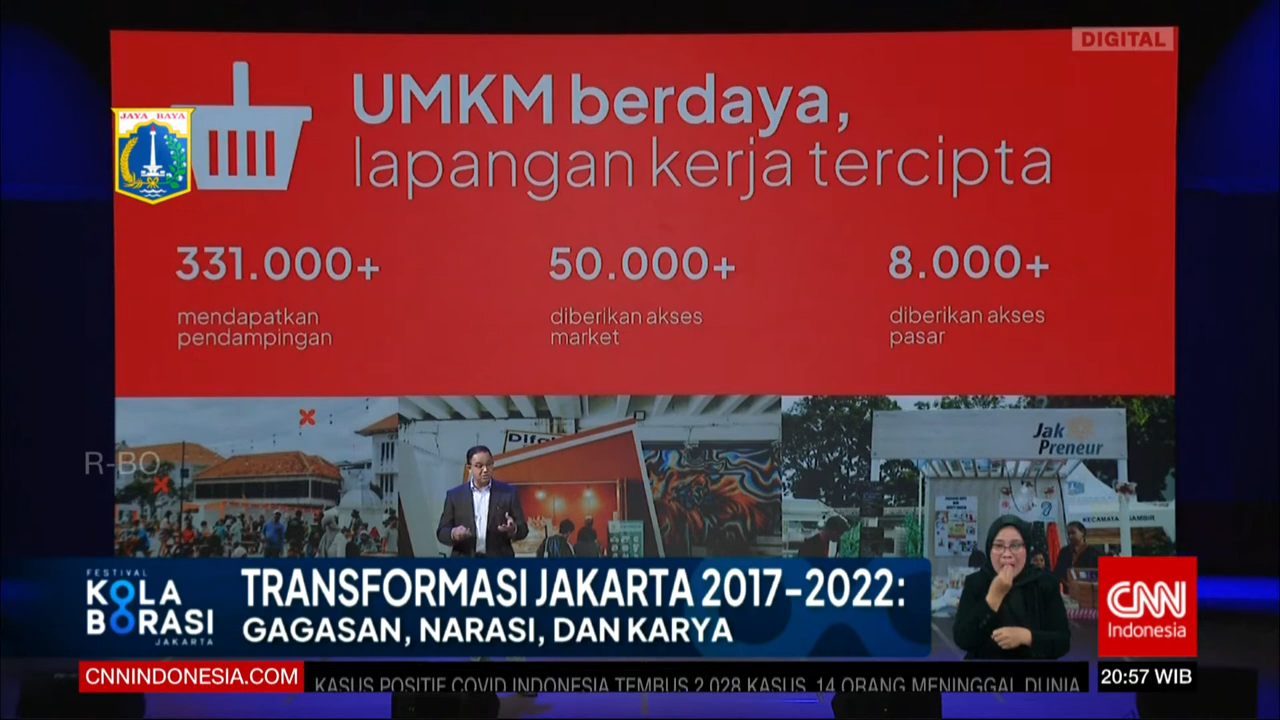 DIGITAL
JAYA RAYA
UMKM berdaya,
lapangan kerja tercipta
331.000+
mendapatkan
pendampingan
50.000+
diberikan akses
market
8.000+
diberikan akses
pasar
R-BO
Jak
Preneur
FESTIVAL
KOLA
BORASI
JAKARTA
TRANSFORMASI JAKARTA 2017-2022:
GAGASAN, NARASI, DAN KARYA
CNN
Indonesia
CNNINDONESIA.COM
KASUS POSITIF COVID INDONESIA TEMBUS 2.028 KASUS, 14 ORANG MENINGGAL DUNIA
20:57 WIB